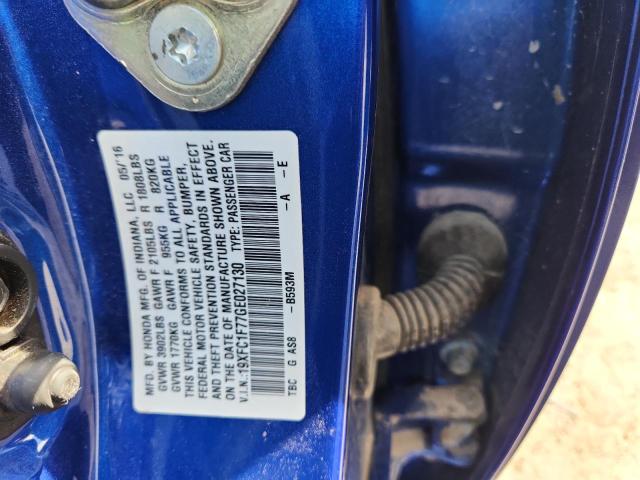 MFD. BY HONDA MFG. OF INDIANA, LLC 05/'16
GVWR 3902LBS GAWR F 2105LBS R 1808LBS
GVWR 1770KG GAWR F 955KG R 820KG
THIS VEHICLE CONFORMS TO ALL APPLICABLE
FEDERAL MOTOR VEHICLE SAFETY, BUMPER,
AND THEFT PREVENTION STANDARDS IN EFFECT
ON THE DATE OF MANUFACTURE SHOWN ABOVE.
V.I.N.:19XFC1F77GE027130 TYPE: PASSENGER CAR
TBC G AS8 -B593M -A -E